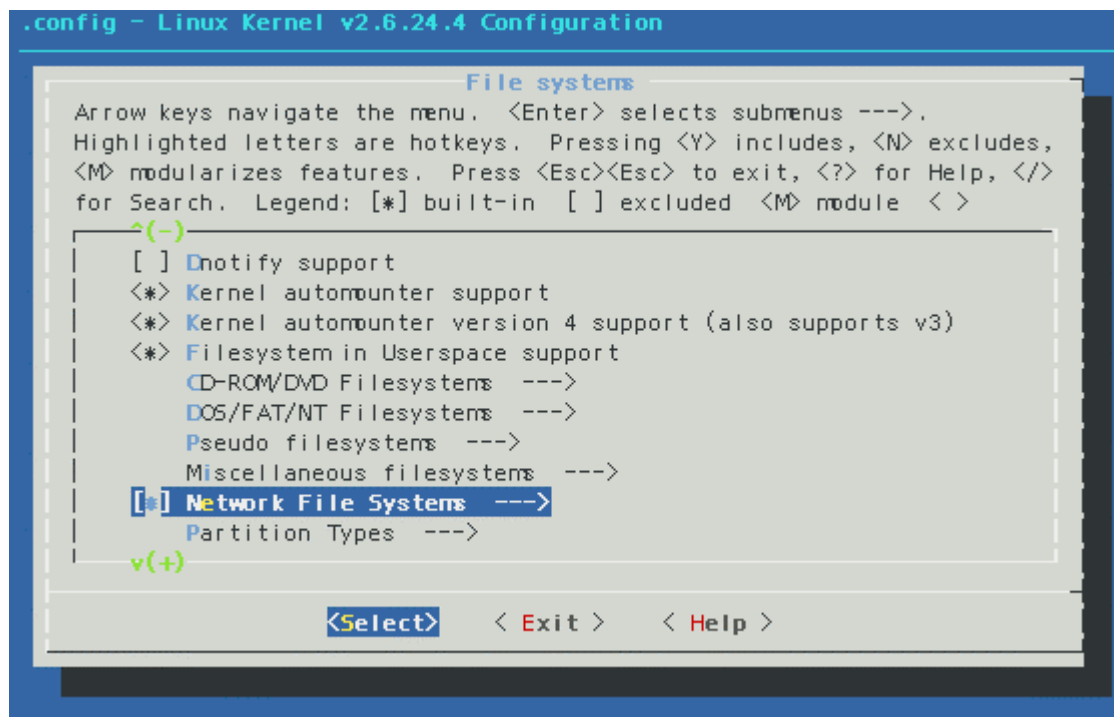 .config - Linux Kernel v2.6.24.4 Configuration
File systems
Arrow keys navigate the menu.  <Enter> selects submenus --->.
Highlighted letters are hotkeys.  Pressing <Y> includes, <N> excludes,
<M> modularizes features.  Press <Esc><Esc> to exit, <?> for Help, </>
for Search.  Legend: [*] built-in  [ ] excluded  <M> module  < >
^(-)
[ ] Dnotify support
<*> Kernel automounter support
<*> Kernel automounter version 4 support (also supports v3)
<*> Filesystem in Userspace support
CD-ROM/DVD Filesystems  --->
DOS/FAT/NT Filesystems  --->
Pseudo filesystems  --->
Miscellaneous filesystems  --->
[*] Network File Systems  --->
Partition Types  --->
v(+)
<Select>    < Exit >    < Help >